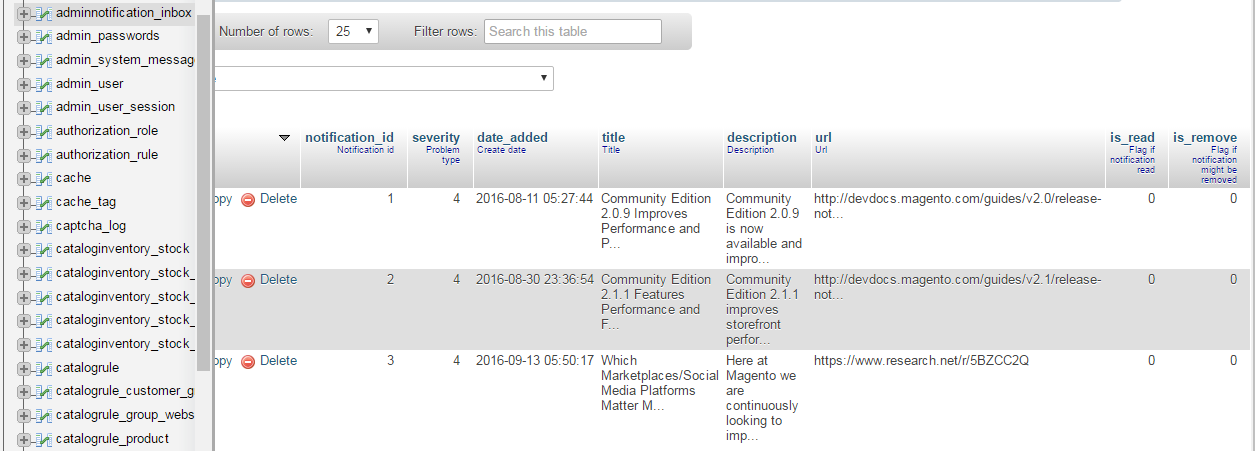 adminnotification_inbox
admin_passwords
admin_system_messag
admin_user
admin_user_session
authorization_role
authorization_rule
cache
cache_tag
captcha_log
cataloginventory_stock
cataloginventory_stock_
cataloginventory_stock_
cataloginventory_stock_
cataloginventory_stock_
catalogrule
catalogrule_customer_g
catalogrule_group_webs
catalogrule_product
Number of rows: 25 Filter rows: Search this table
notification_id severity date_added title description url is_read is_remove
Notification id Problem Create date Title Description Url Flag if Flag if
type notification notification
read might be
removed
opy Delete 1 4 2016-08-11 05:27:44 Community Edition Community http://devdocs.magento.com/guides/v2.0/release- 0 0
2.0.9 Improves Edition 2.0.9 not...
Performance and is now
P... available and
impro...
opy Delete 2 4 2016-08-30 23:36:54 Community Edition Community http://devdocs.magento.com/guides/v2.1/release- 0 0
2.1.1 Features Edition 2.1.1 not...
Performance and improves
F... storefront
perfor...
opy Delete 3 4 2016-09-13 05:50:17 Which Here at https://www.research.net/r/5BZCC2Q 0 0
Marketplaces/Social Magento we
Media Platforms are
Matter M... continuously
looking to
imp...